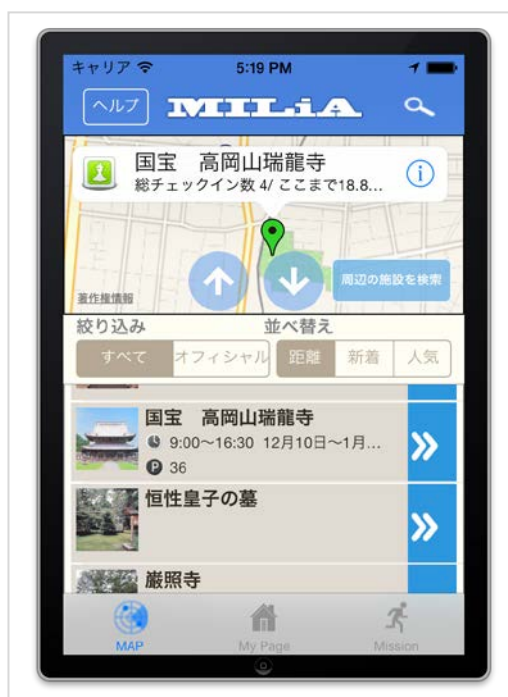 キャリア 5:19 PM
ヘルプ MILiA
国宝 高岡山瑞龍寺
総チェックイン数 4/ ここまで18.8...
周辺の施設を検索
著作権情報
絞り込み 並べ替え
すべて オフィシャル 距離 新着 人気
国宝 高岡山瑞龍寺
9:00〜16:30 12月10日〜1月...
P 36
恒性皇子の墓
厳照寺
MAP My Page Mission